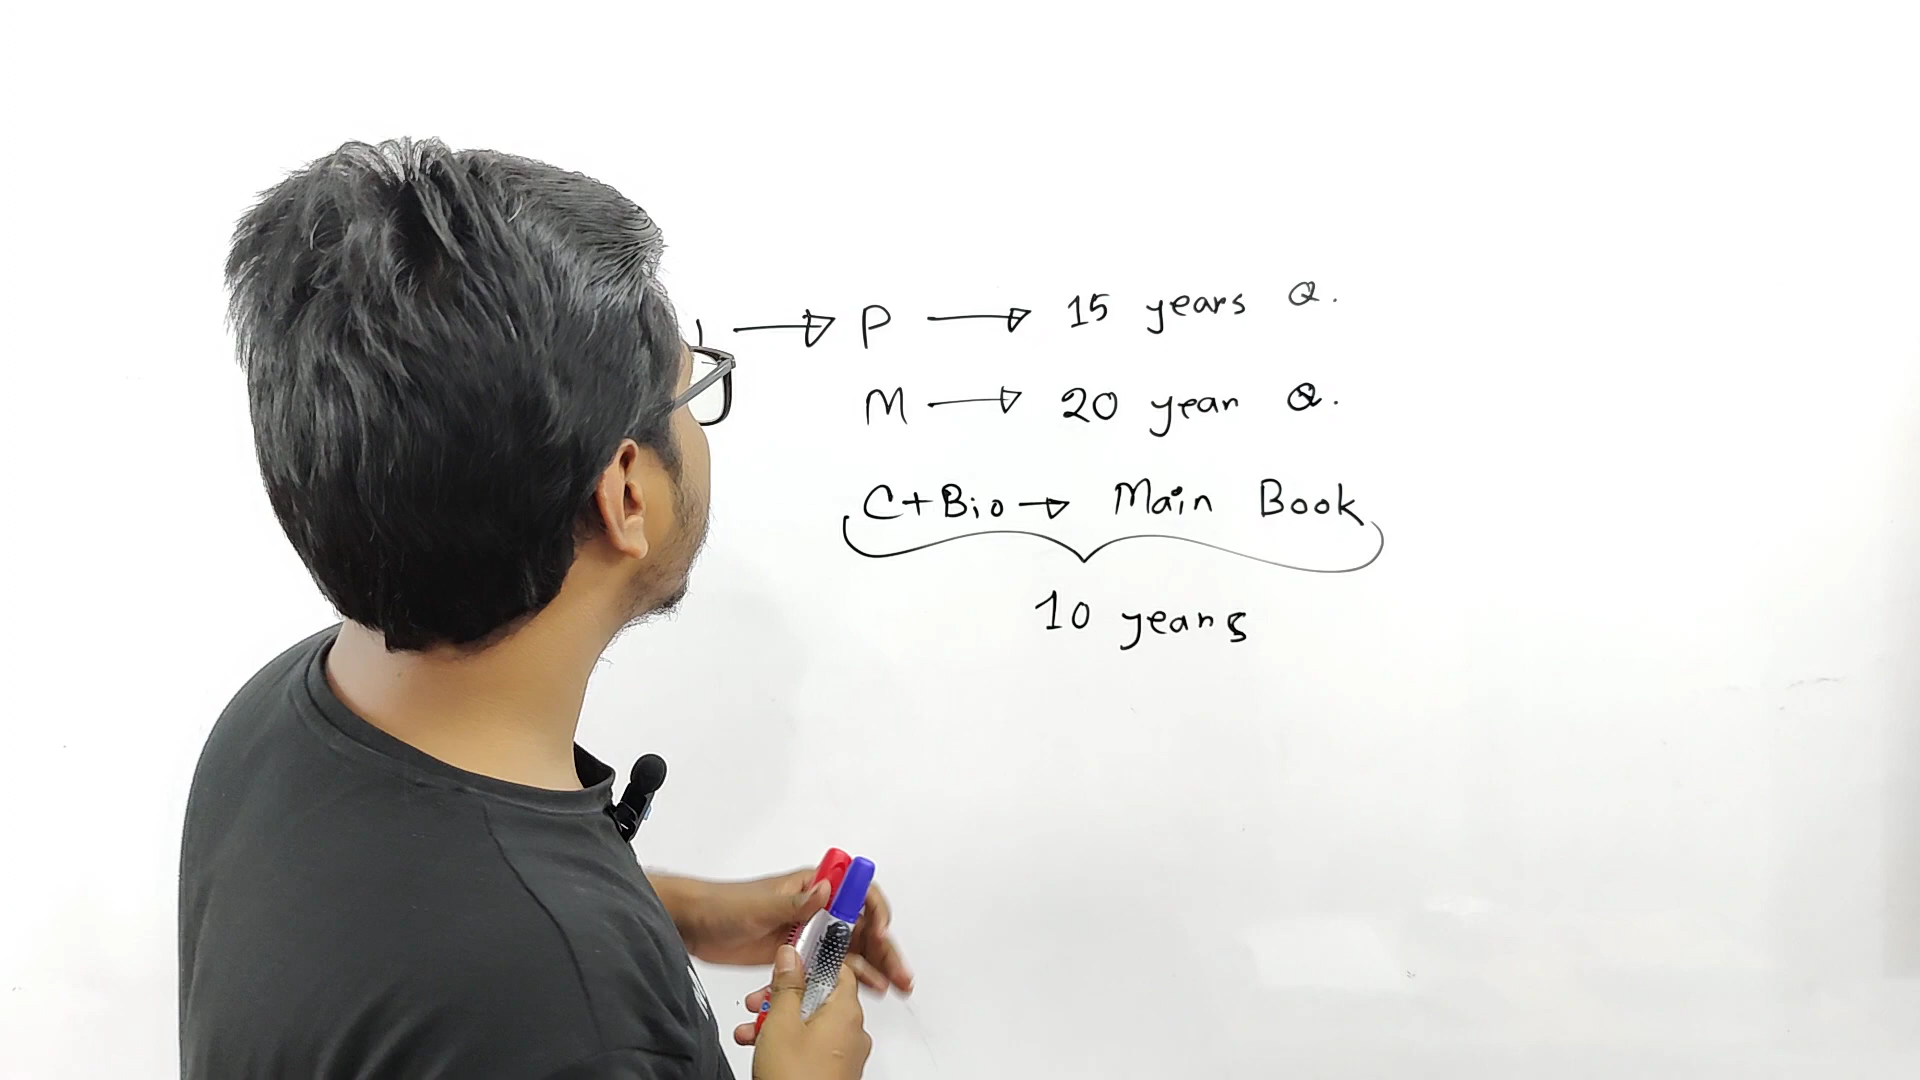 → P → 15 years Q.
M → 20 year Q.
C+Bio → Main Book
10 years